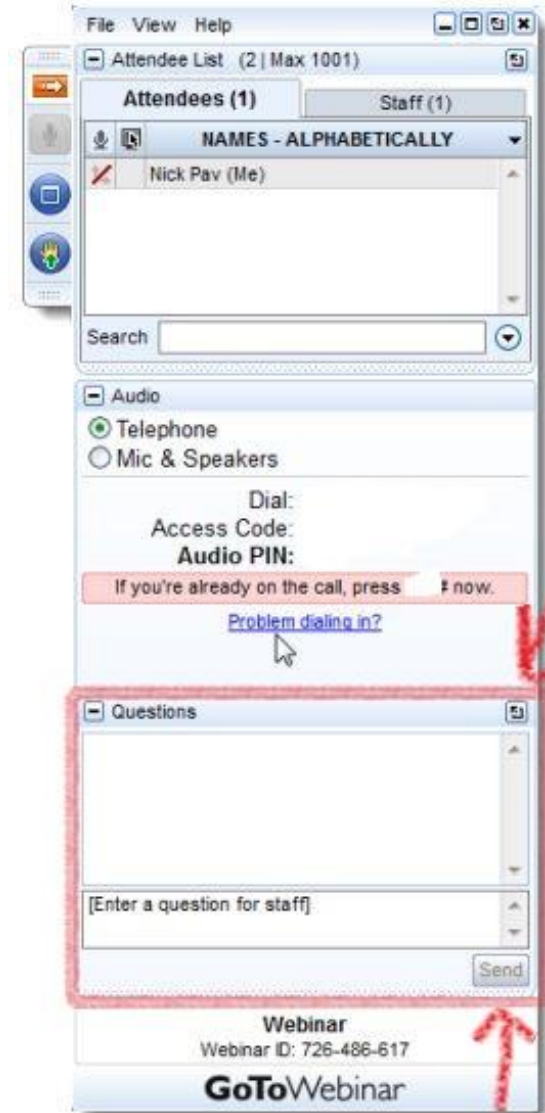 File View Help
Attendee List (2 | Max 1001)
Attendees (1) Staff (1)
NAMES - ALPHABETICALLY
Nick Pav (Me)
Search
Audio
Telephone
Mic & Speakers
Dial:
Access Code:
Audio PIN:
If you're already on the call, press # now.
Problem dialing in?
Questions
[Enter a question for staff]
Send
Webinar
Webinar ID: 726-486-617
GoToWebinar